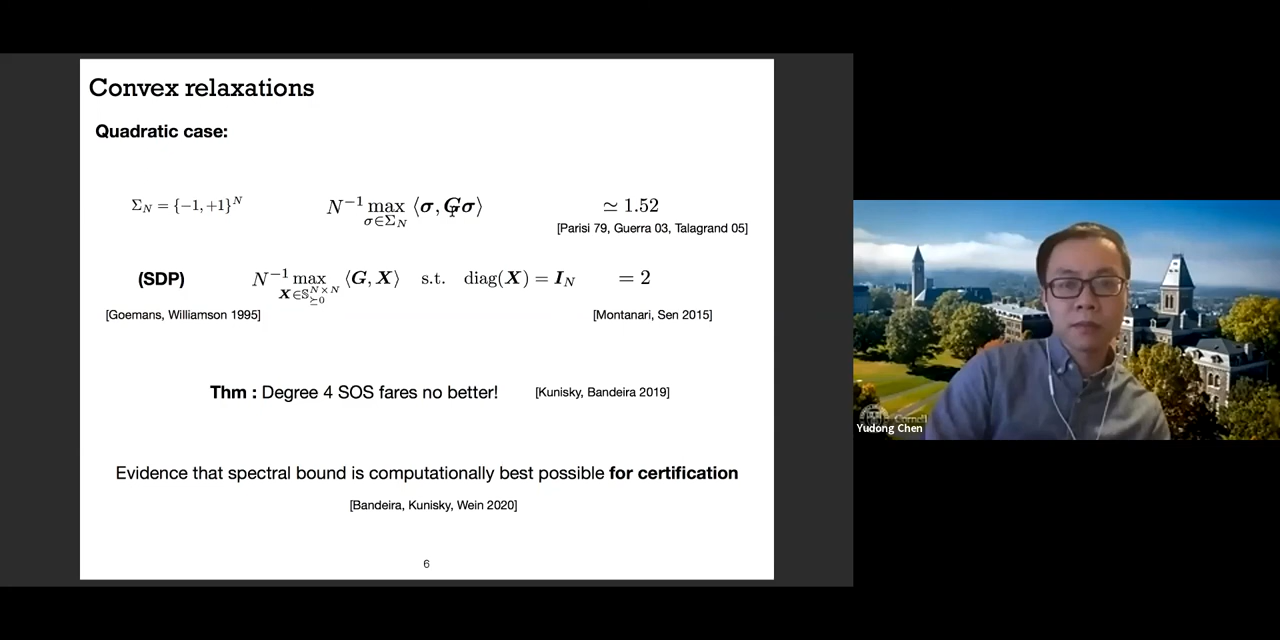 Convex relaxations
Quadratic case:
Σ_N = {−1, +1}^N    N^{−1} max_{σ∈Σ_N} ⟨σ, Gσ⟩    ≃ 1.52
[Parisi 79, Guerra 03, Talagrand 05]
(SDP)    N^{−1} max_{X∈𝕊^{N×N}_{⪰0}} ⟨G, X⟩    s.t.    diag(X) = I_N    = 2
[Goemans, Williamson 1995]    [Montanari, Sen 2015]
Thm : Degree 4 SOS fares no better!    [Kunisky, Bandeira 2019]
Evidence that spectral bound is computationally best possible for certification
[Bandeira, Kunisky, Wein 2020]
6
Cornell
Yudong Chen